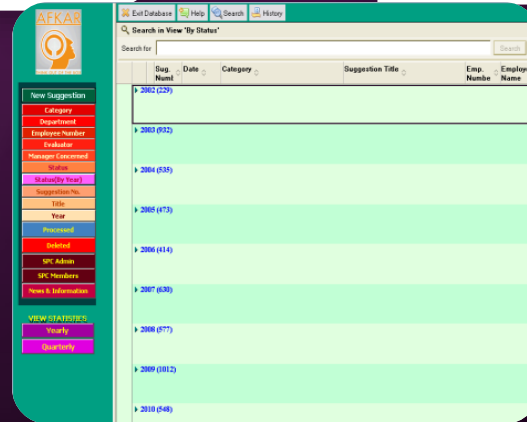 AFKAR
Exit Database Help Search History
Search in View 'By Status'
Search for Search
Sug. Numl Date Category Suggestion Title Emp. Numbe Employe Name
New Suggestion
Category
Department
Employee Number
Evaluator
Manager Concerned
Status
Status(By Year)
Suggestion No.
Title
Year
Processed
Deleted
SPC Admin
SPC Members
News & Information
VIEW STATISTICS
Yearly
Quarterly
2002 (229)
2003 (932)
2004 (535)
2005 (473)
2006 (414)
2007 (630)
2008 (577)
2009 (1012)
2010 (548)